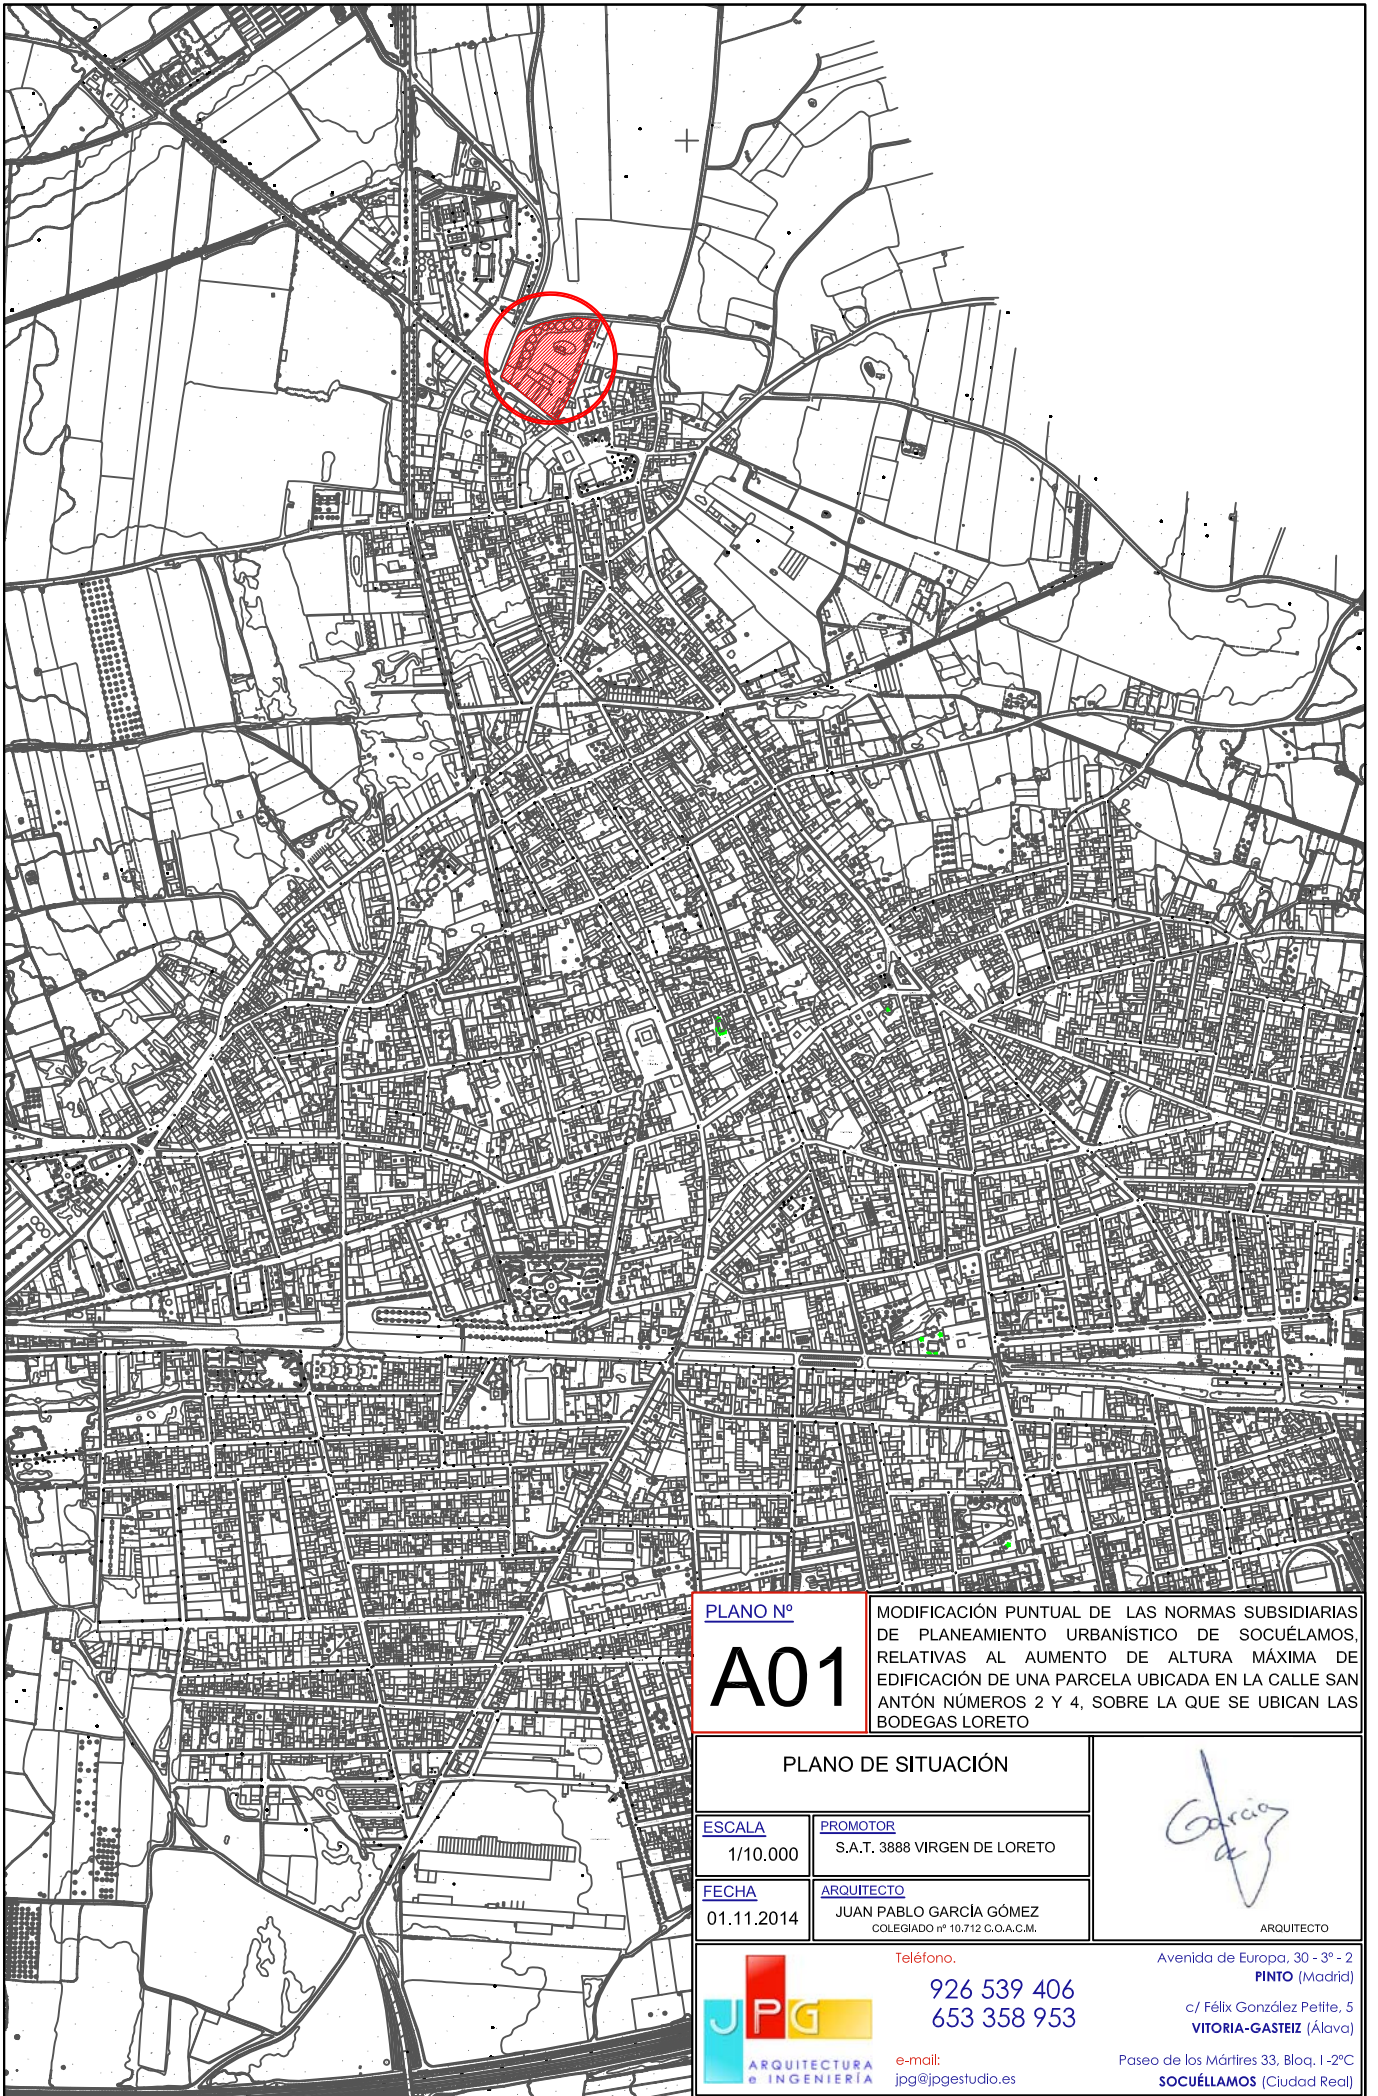 PLANO Nº
A01
MODIFICACIÓN PUNTUAL DE LAS NORMAS SUBSIDIARIAS
DE PLANEAMIENTO URBANÍSTICO DE SOCUÉLAMOS,
RELATIVAS AL AUMENTO DE ALTURA MÁXIMA DE
EDIFICACIÓN DE UNA PARCELA UBICADA EN LA CALLE SAN
ANTÓN NÚMEROS 2 Y 4, SOBRE LA QUE SE UBICAN LAS
BODEGAS LORETO
PLANO DE SITUACIÓN
ESCALA
1/10.000
PROMOTOR
S.A.T. 3888 VIRGEN DE LORETO
FECHA
01.11.2014
ARQUITECTO
JUAN PABLO GARCÍA GÓMEZ
COLEGIADO nº 10.712 C.O.A.C.M.
García
ARQUITECTO
JPG
ARQUITECTURA
e INGENIERÍA
Teléfono.
926 539 406
653 358 953
e-mail:
jpg@jpgestudio.es
Avenida de Europa, 30 - 3º - 2
PINTO (Madrid)
c/ Félix González Petite, 5
VITORIA-GASTEIZ (Álava)
Paseo de los Mártires 33, Bloq. I -2ºC
SOCUÉLLAMOS (Ciudad Real)